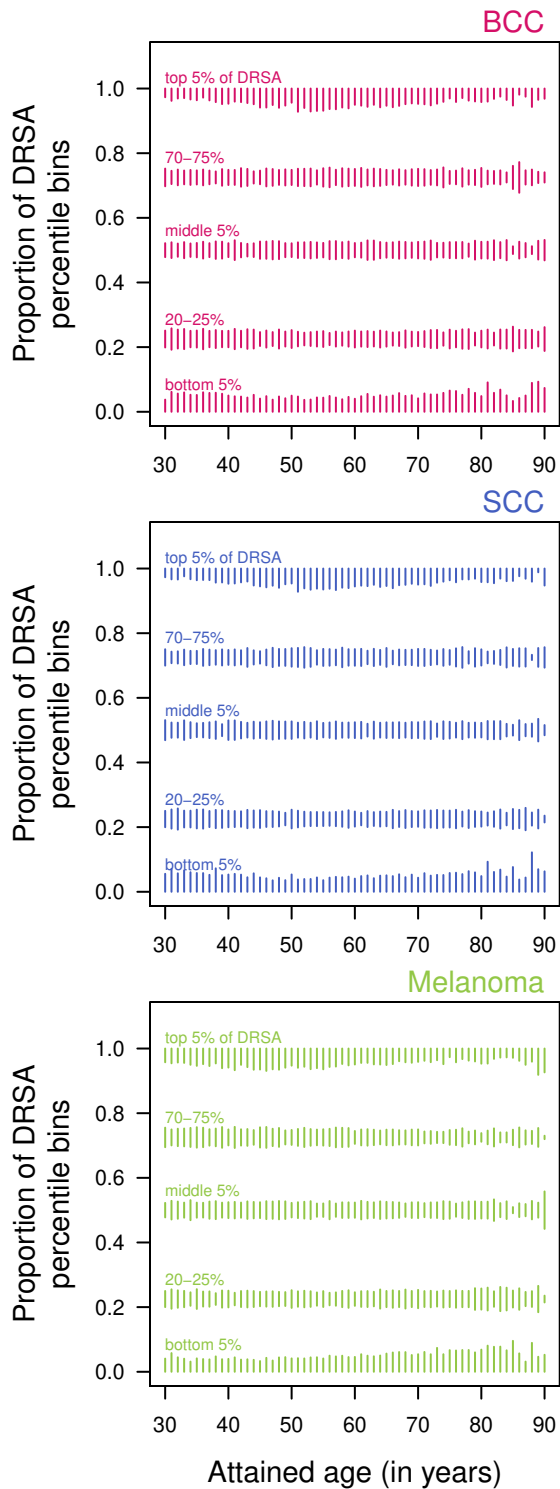 BCC
Proportion of DRSA
percentile bins
1.0
0.8
0.6
0.4
0.2
0.0
top 5% of DRSA
70−75%
middle 5%
20−25%
bottom 5%
30 40 50 60 70 80 90
SCC
Proportion of DRSA
percentile bins
1.0
0.8
0.6
0.4
0.2
0.0
top 5% of DRSA
70−75%
middle 5%
20−25%
bottom 5%
30 40 50 60 70 80 90
Melanoma
Proportion of DRSA
percentile bins
1.0
0.8
0.6
0.4
0.2
0.0
top 5% of DRSA
70−75%
middle 5%
20−25%
bottom 5%
30 40 50 60 70 80 90
Attained age (in years)